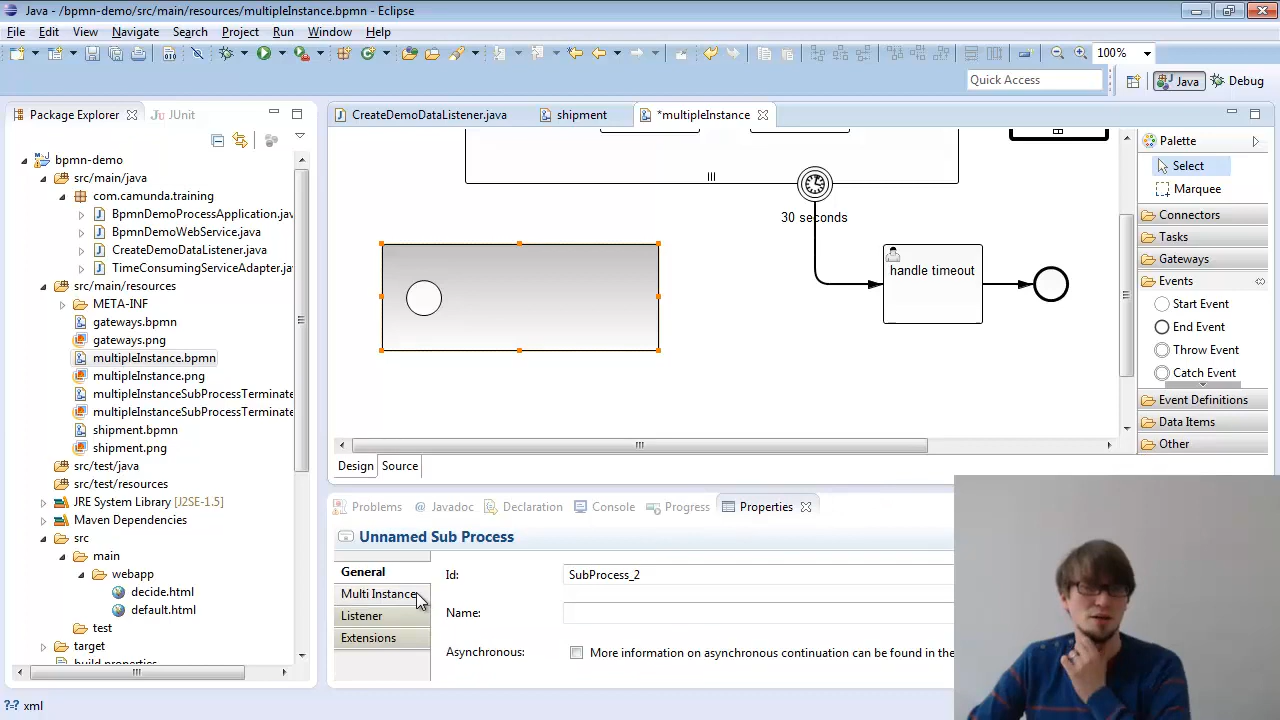 Java - /bpmn-demo/src/main/resources/multipleInstance.bpmn - Eclipse
File Edit View Navigate Search Project Run Window Help
100%
Quick Access
Java
Debug
Package Explorer
JUnit
CreateDemoDataListener.java
shipment
*multipleInstance
bpmn-demo
src/main/java
com.camunda.training
BpmnDemoProcessApplication.jav
BpmnDemoWebService.java
CreateDemoDataListener.java
TimeConsumingServiceAdapter.ja
src/main/resources
META-INF
gateways.bpmn
gateways.png
multipleInstance.bpmn
multipleInstance.png
multipleInstanceSubProcessTerminate
multipleInstanceSubProcessTerminate
shipment.bpmn
shipment.png
src/test/java
src/test/resources
JRE System Library [J2SE-1.5]
Maven Dependencies
src
main
webapp
decide.html
default.html
test
target
build.properties
xml
30 seconds
handle timeout
Palette
Select
Marquee
Connectors
Tasks
Gateways
Events
Start Event
End Event
Throw Event
Catch Event
Event Definitions
Data Items
Other
Design
Source
Problems
@ Javadoc
Declaration
Console
Progress
Properties
Unnamed Sub Process
General
Multi Instance
Listener
Extensions
Id:
SubProcess_2
Name:
Asynchronous:
More information on asynchronous continuation can be found in the